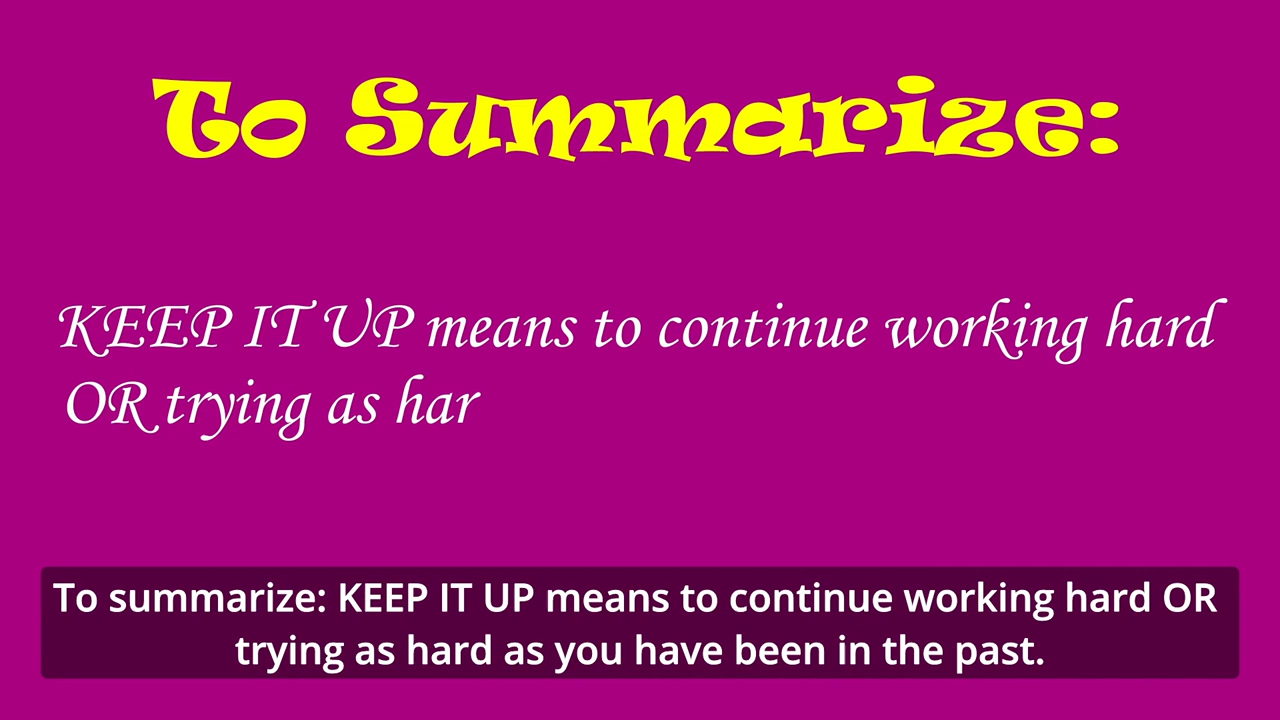 To Summarize:
KEEP IT UP means to continue working hard
OR trying as har
To summarize: KEEP IT UP means to continue working hard OR
trying as hard as you have been in the past.